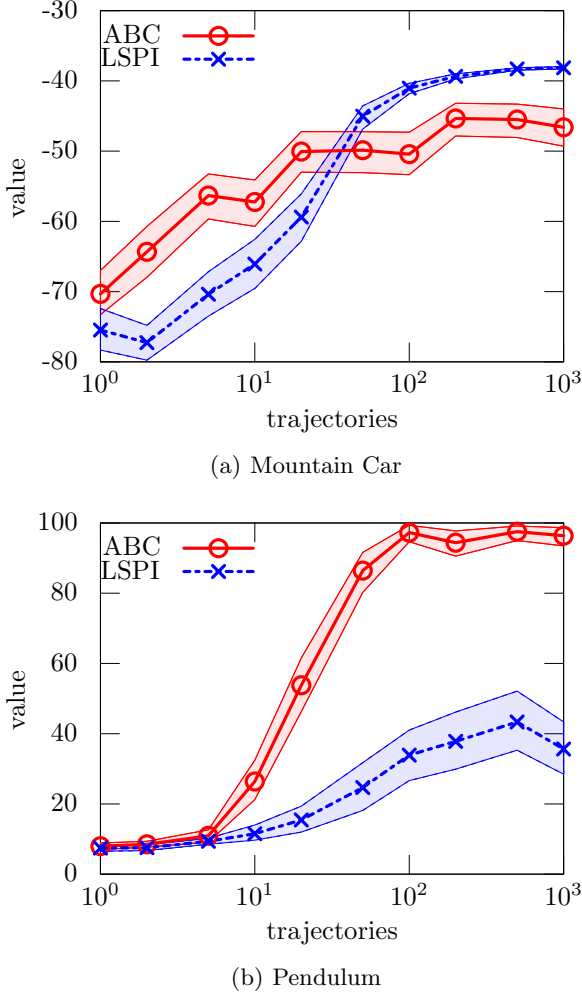 -30
-40
-50
-60
-70
-80
value
ABC
LSPI
10^0
10^1
10^2
10^3
trajectories
(a) Mountain Car
100
80
60
40
20
0
value
ABC
LSPI
10^0
10^1
10^2
10^3
trajectories
(b) Pendulum